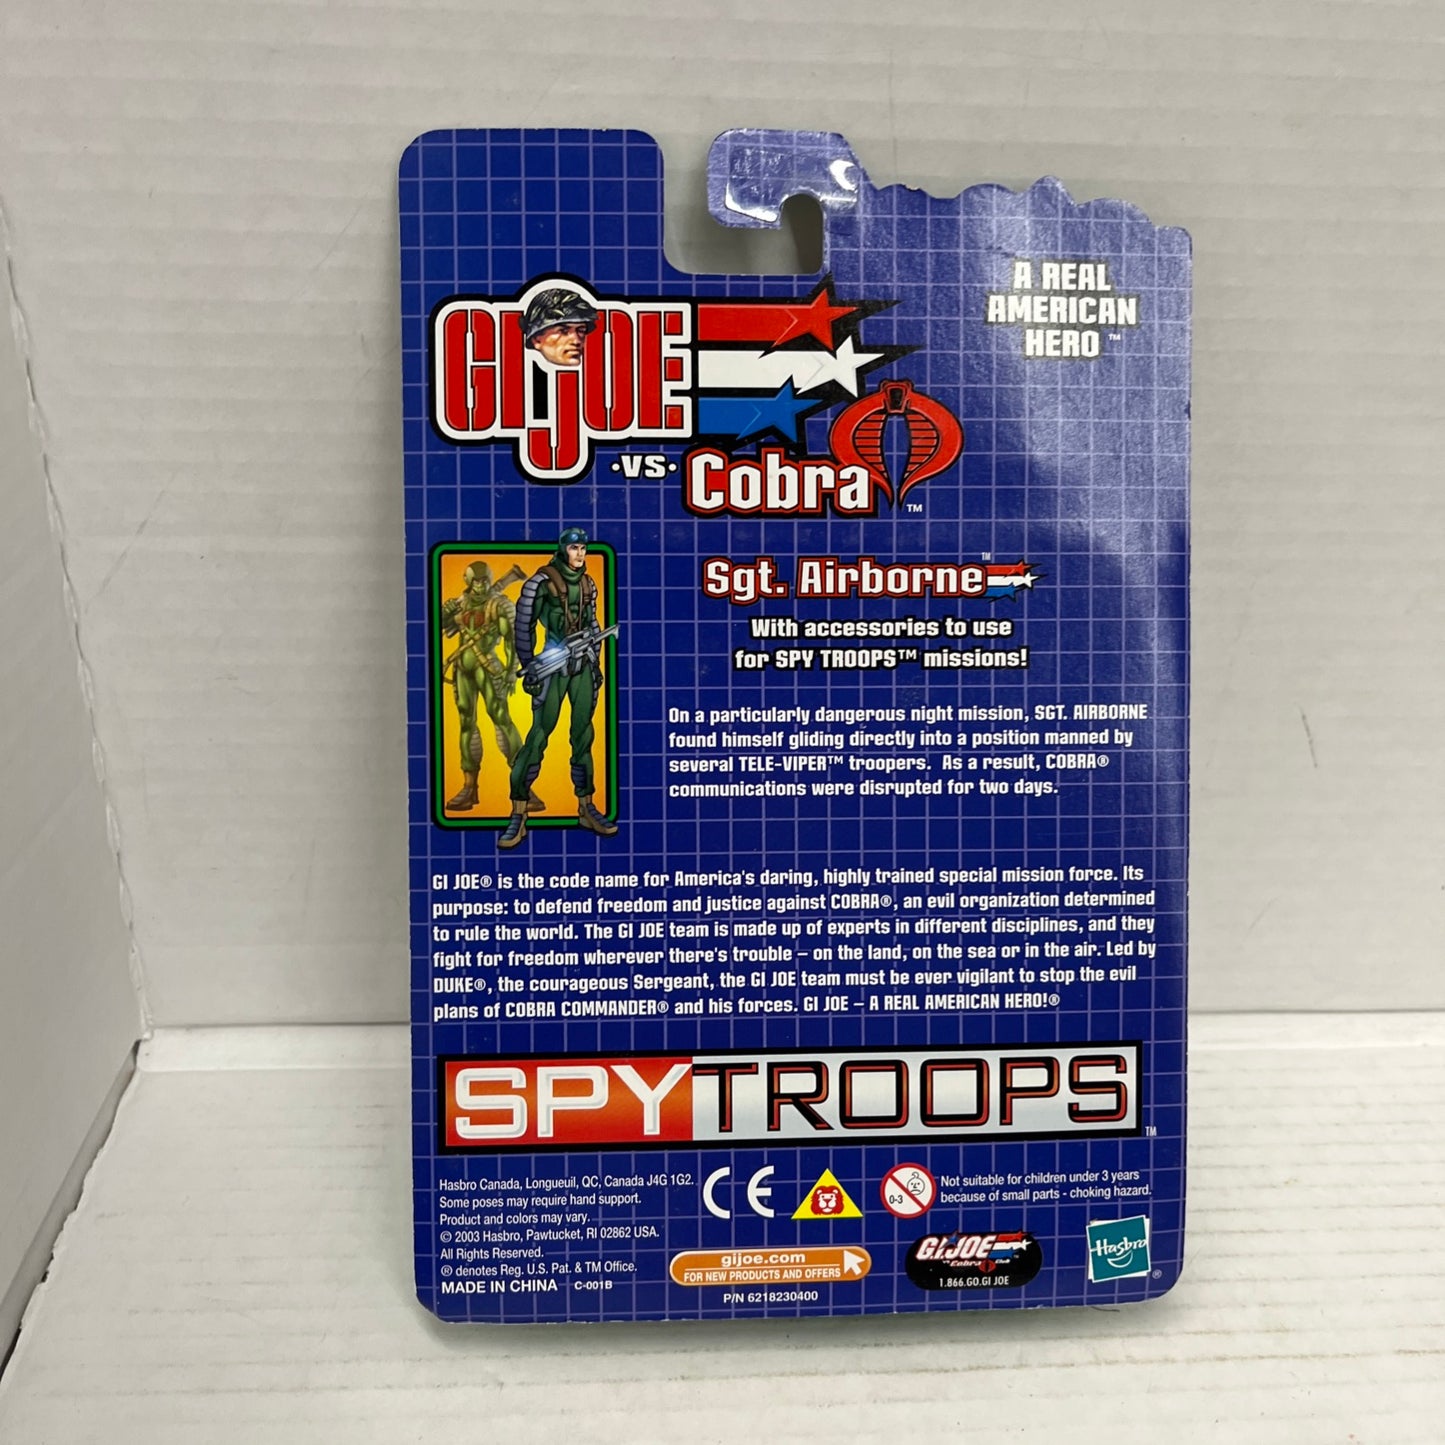 A REAL
AMERICAN
HERO™
GI JOE
·VS· Cobra™
Sgt. Airborne™
With accessories to use
for SPY TROOPS™ missions!
On a particularly dangerous night mission, SGT. AIRBORNE
found himself gliding directly into a position manned by
several TELE-VIPER™ troopers. As a result, COBRA®
communications were disrupted for two days.
GI JOE® is the code name for America's daring, highly trained special mission force. Its
purpose: to defend freedom and justice against COBRA®, an evil organization determined
to rule the world. The GI JOE team is made up of experts in different disciplines, and they
fight for freedom wherever there's trouble – on the land, on the sea or in the air. Led by
DUKE®, the courageous Sergeant, the GI JOE team must be ever vigilant to stop the evil
plans of COBRA COMMANDER® and his forces. GI JOE – A REAL AMERICAN HERO!®
SPYTROOPS™
Hasbro Canada, Longueuil, QC, Canada J4G 1G2.
Some poses may require hand support.
Product and colors may vary.
© 2003 Hasbro, Pawtucket, RI 02862 USA.
All Rights Reserved.
® denotes Reg. U.S. Pat. & TM Office.
MADE IN CHINA C-001B
CE
0-3
Not suitable for children under 3 years
because of small parts - choking hazard.
gijoe.com
FOR NEW PRODUCTS AND OFFERS
P/N 6218230400
G.I.JOE
vs Cobra Club
1.866.GO.GI JOE
Hasbro®